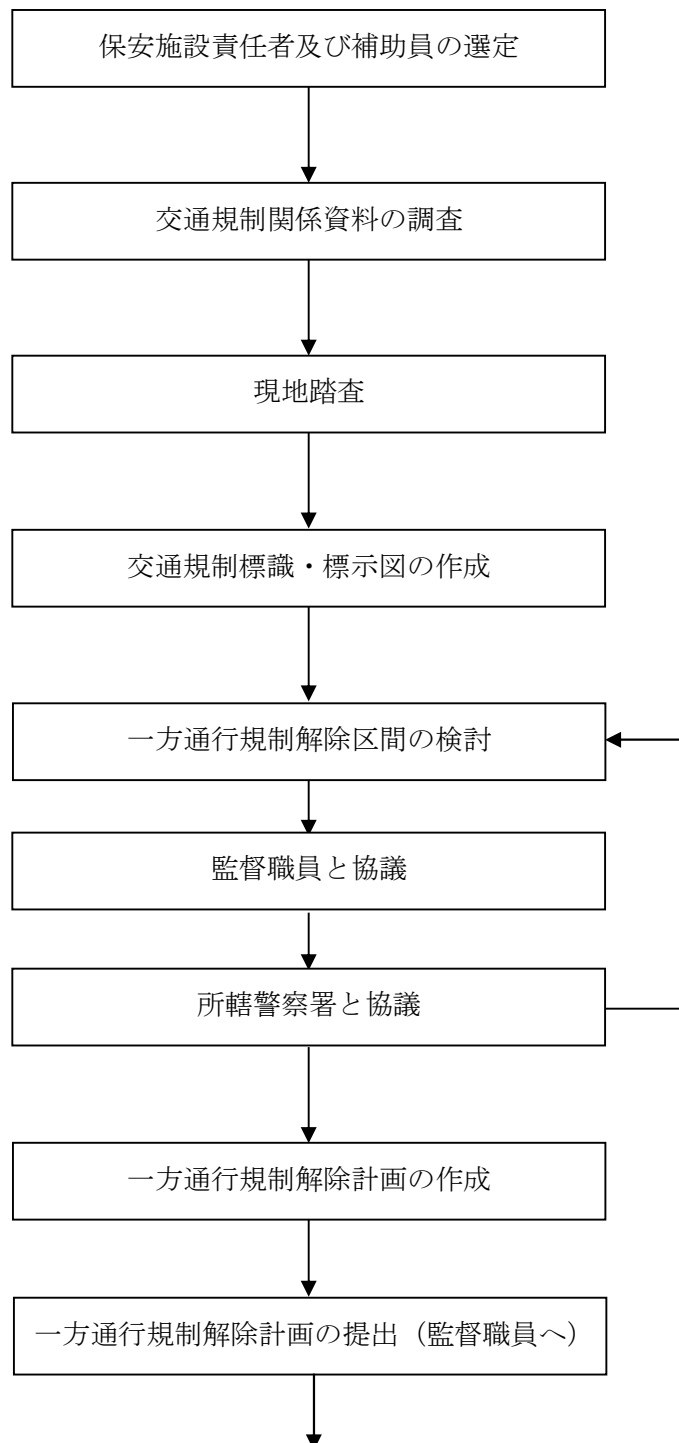 保安施設責任者及び補助員の選定
交通規制関係資料の調査
現地踏査
交通規制標識・標示図の作成
一方通行規制解除区間の検討
監督職員と協議
所轄警察署と協議
一方通行規制解除計画の作成
一方通行規制解除計画の提出（監督職員へ）